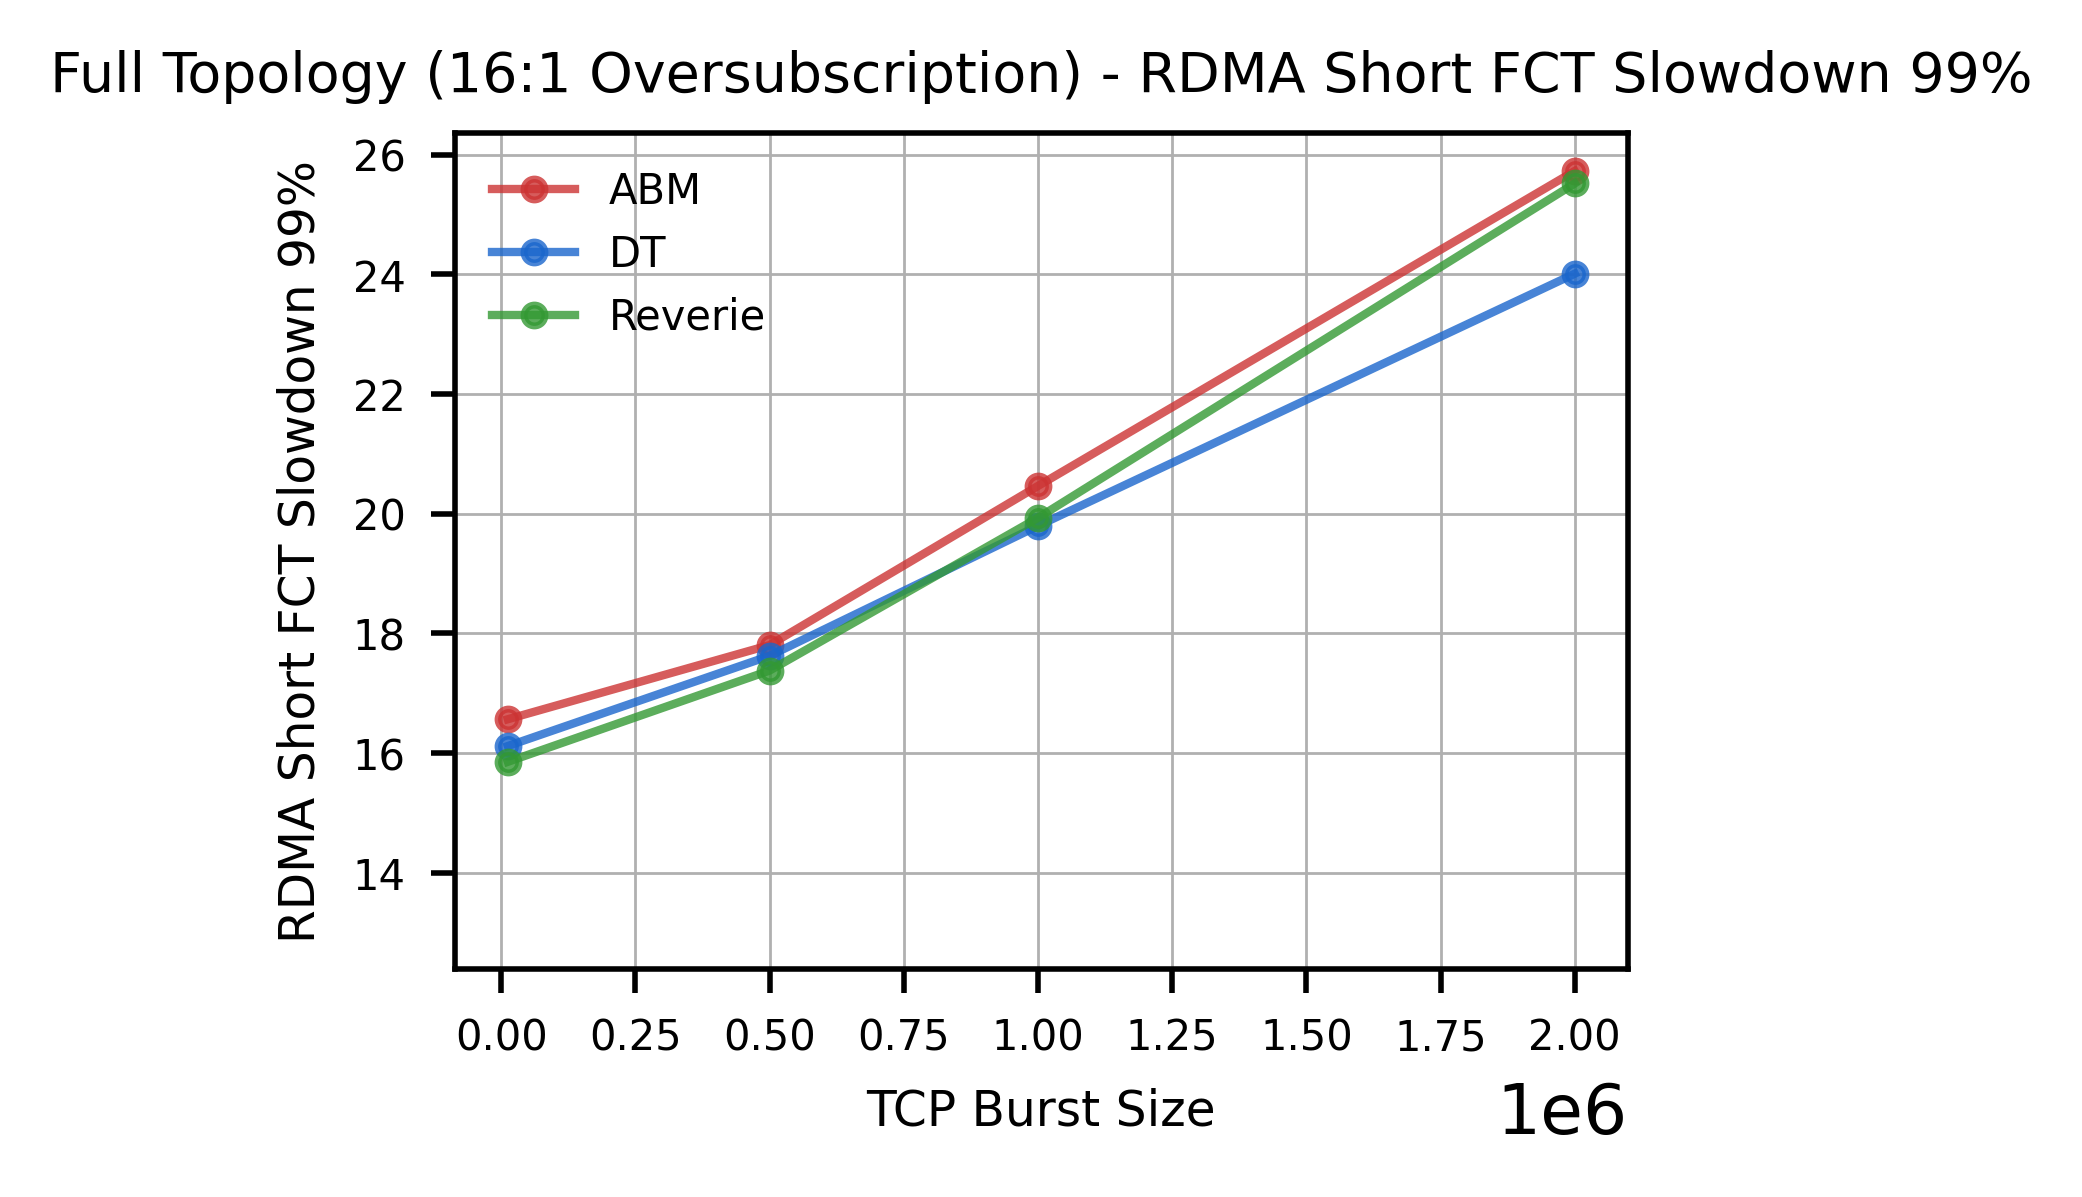 Full Topology (16:1 Oversubscription) - RDMA Short FCT Slowdown 99%
RDMA Short FCT Slowdown 99%
26
24
22
20
18
16
14
ABM
DT
Reverie
0.00 0.25 0.50 0.75 1.00 1.25 1.50 1.75 2.00
TCP Burst Size
1e6